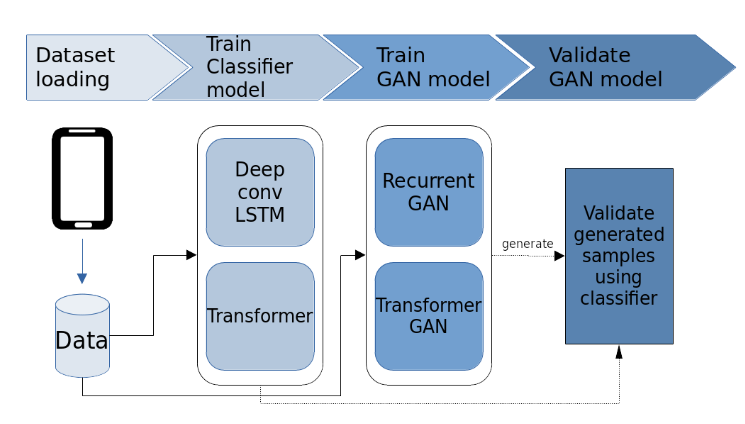 Dataset
loading
Train
Classifier
model
Train
GAN model
Validate
GAN model
Deep
conv
LSTM
Transformer
Recurrent
GAN
Transformer
GAN
generate
Validate
generated
samples
using
classifier
Data